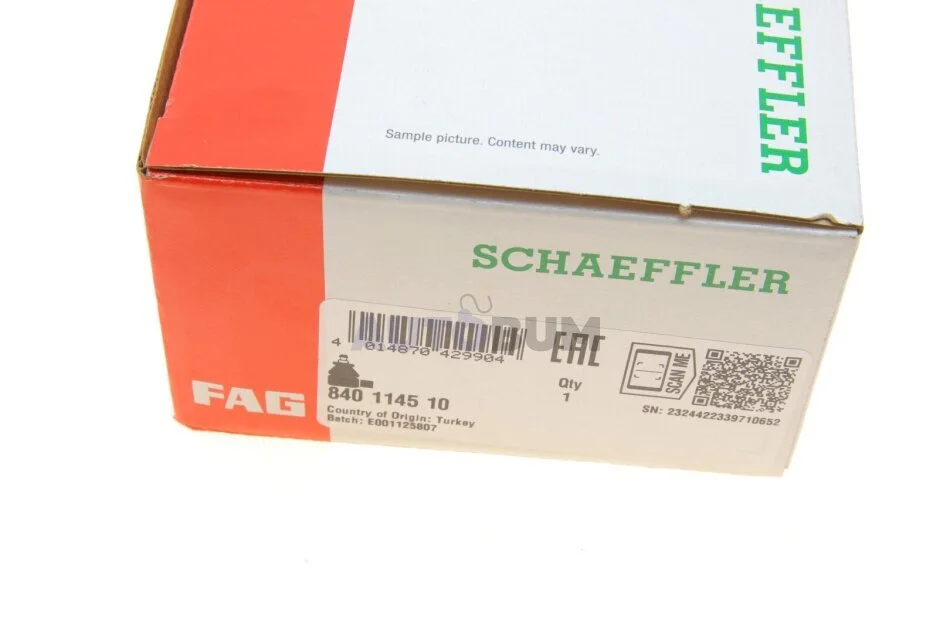 EFFLER
Sample picture. Content may vary.
SCHAEFFLER
4 014870 429904
EAC
Qty
1
SCAN ME
FAG
840 1145 10
Country of Origin: Turkey
Batch: E001125807
SN: 2324422339710652